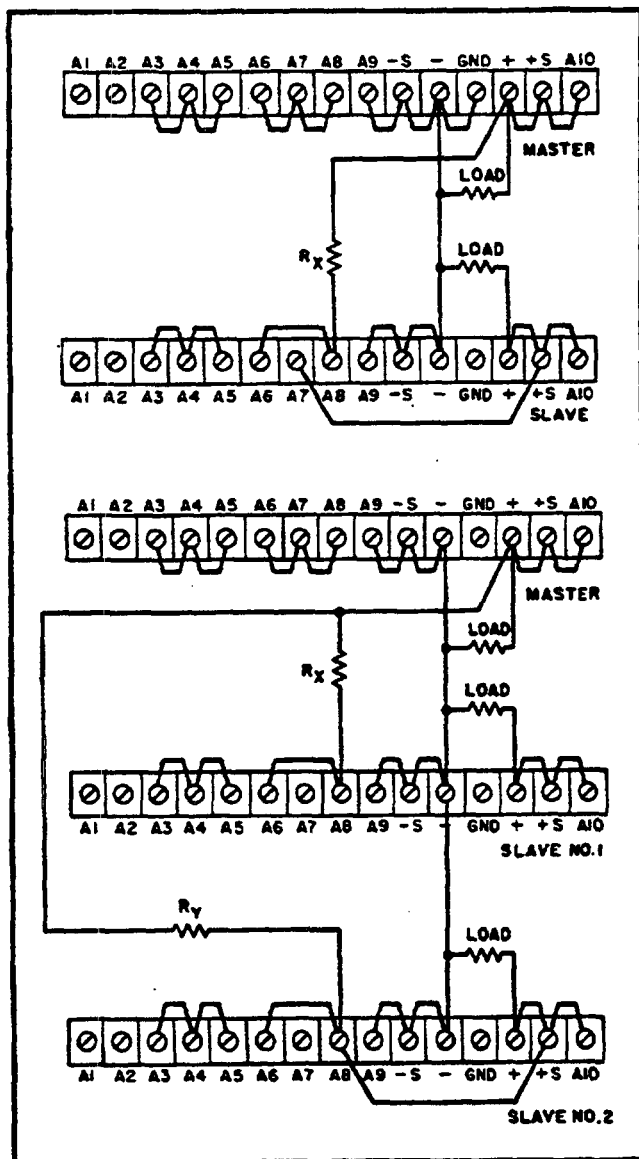 A1 A2 A3 A4 A5 A6 A7 A8 A9 -S - GND + +S A10
MASTER
LOAD
RX
LOAD
A1 A2 A3 A4 A5 A6 A7 A8 A9 -S - GND + +S A10
SLAVE
A1 A2 A3 A4 A5 A6 A7 A8 A9 -S - GND + +S A10
MASTER
LOAD
RX
LOAD
A1 A2 A3 A4 A5 A6 A7 A8 A9 -S - GND + +S A10
SLAVE NO.1
RY
LOAD
A1 A2 A3 A4 A5 A6 A7 A8 A9 -S - GND + +S A10
SLAVE NO.2